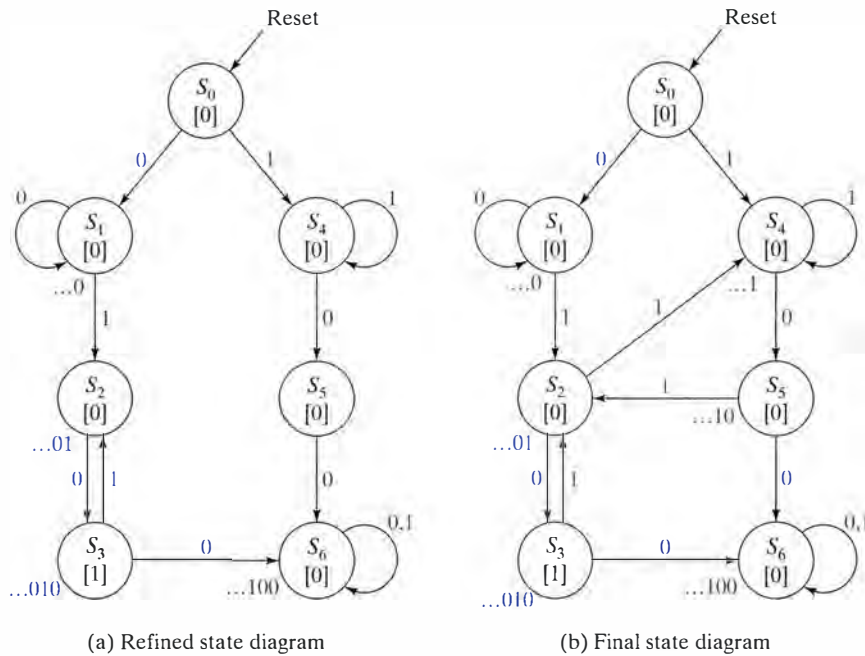 Reset
S0
[0]
0
1
0
S1
[0]
…0
S4
[0]
1
1
0
S2
[0]
…01
S5
[0]
0
1
0
S3
[1]
…010
0
S6
[0]
…100
0,1
(a) Refined state diagram
Reset
S0
[0]
0
1
0
S1
[0]
…0
S4
[0]
…1
1
1
1
0
S2
[0]
…01
1
S5
[0]
…10
0
1
0
S3
[1]
…010
0
S6
[0]
…100
0,1
(b) Final state diagram